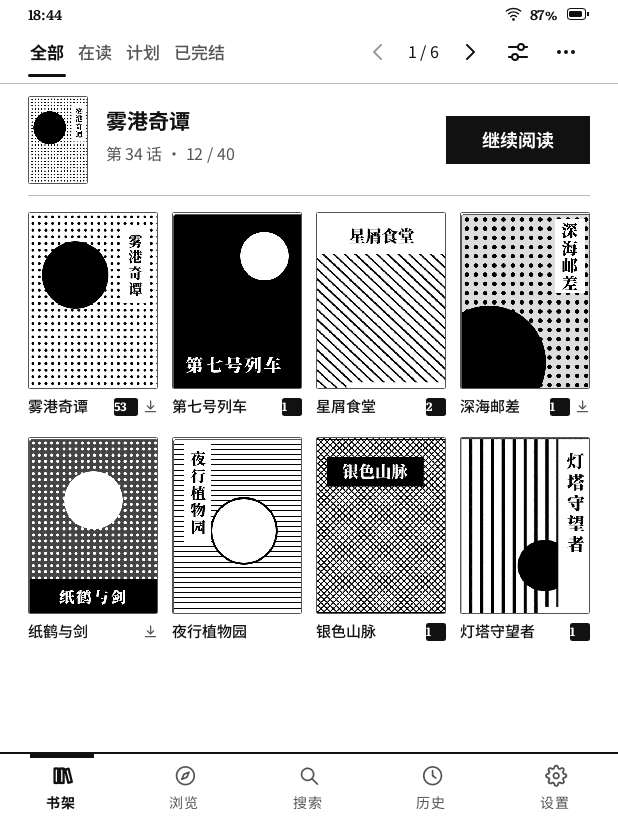 18:44
87%
全部 在读 计划 已完结
1 / 6
雾港奇谭
雾港奇谭
第 34 话 · 12 / 40
继续阅读
雾港奇谭
第七号列车
星屑食堂
深海邮差
雾港奇谭 53
第七号列车 1
星屑食堂 2
深海邮差 1
纸鹤与剑
夜行植物园
银色山脉
灯塔守望者
纸鹤与剑
夜行植物园
银色山脉 1
灯塔守望者 1
书架 浏览 搜索 历史 设置